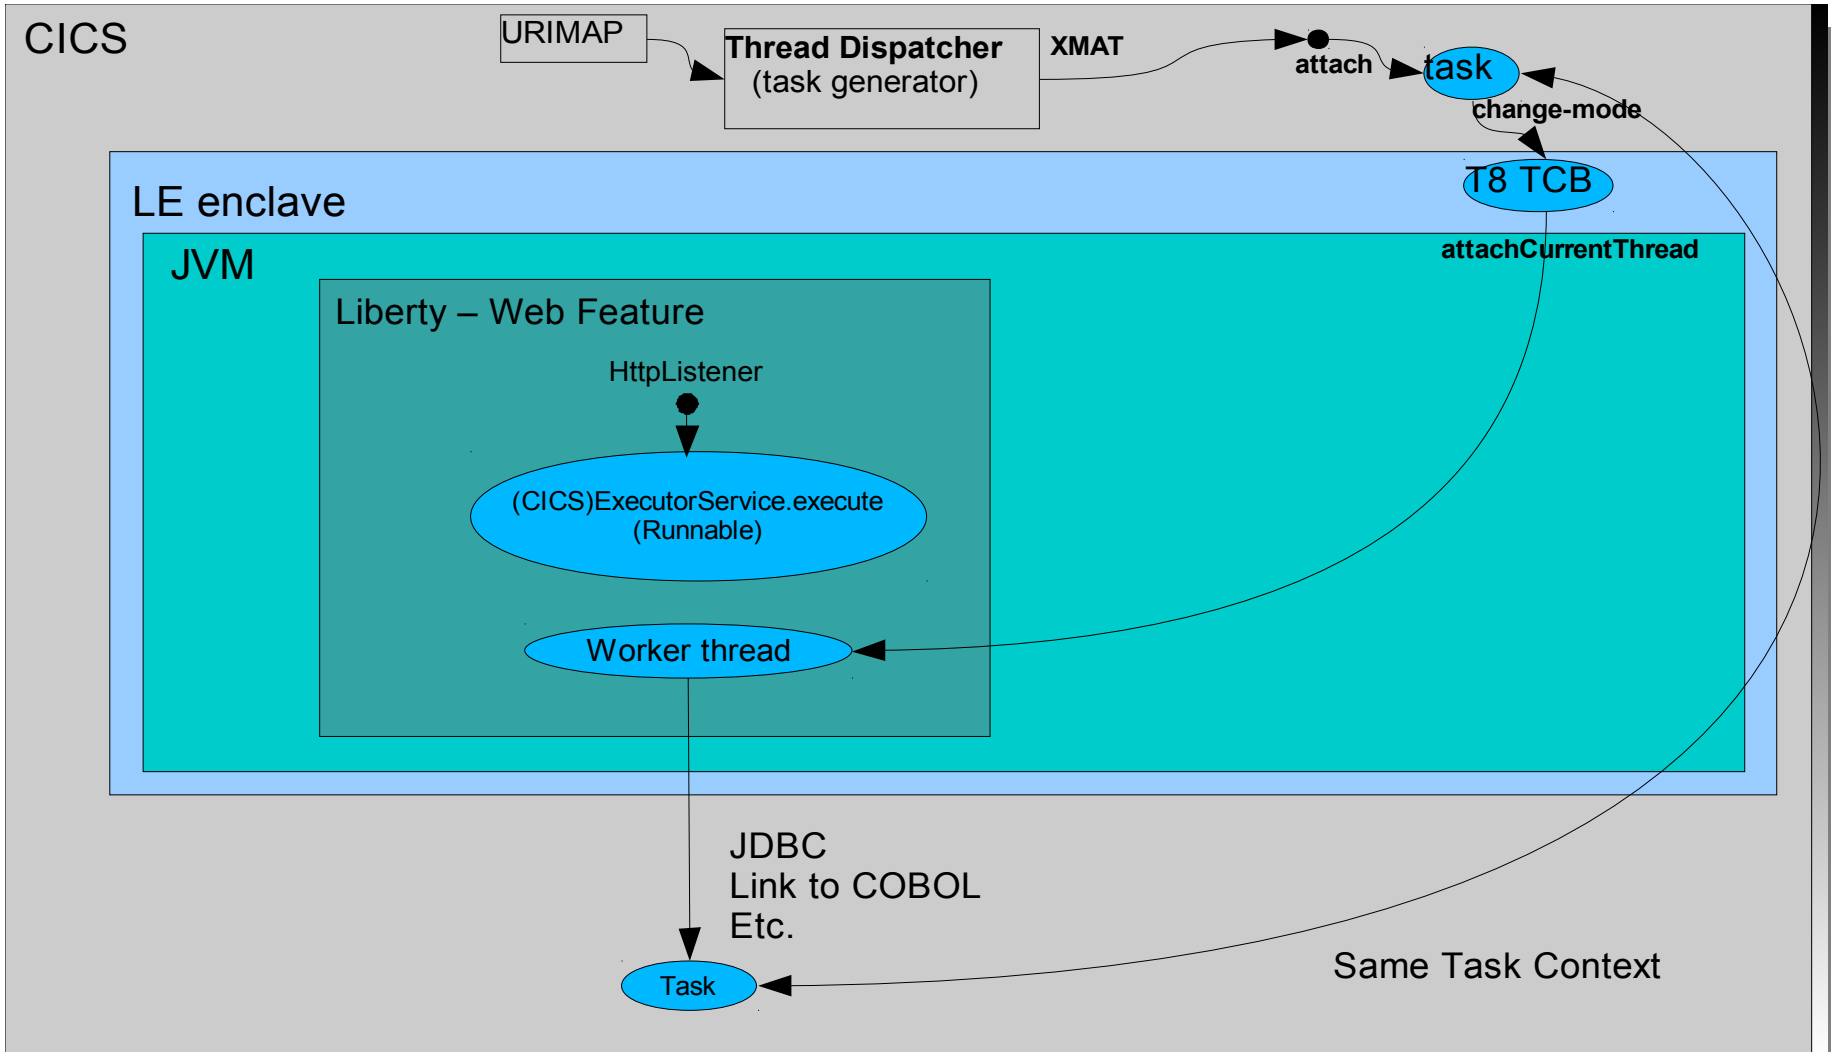 CICS
URIMAP
Thread Dispatcher
(task generator)
XMAT
attach
task
change-mode
T8 TCB
LE enclave
attachCurrentThread
JVM
Liberty – Web Feature
HttpListener
(CICS)ExecutorService.execute
(Runnable)
Worker thread
JDBC
Link to COBOL
Etc.
Same Task Context
Task